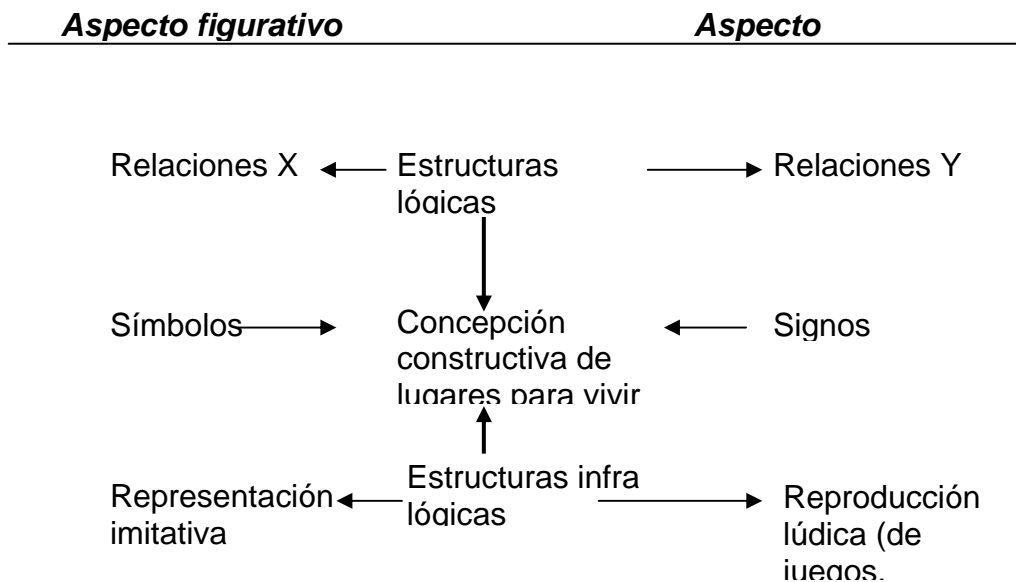 Aspecto figurativo Aspecto
Relaciones X Estructuras Relaciones Y
lógicas
Símbolos Concepción Signos
constructiva de
lugares para vivir
Estructuras infra
Representación lógicas Reproducción
imitativa lúdica (de
juegos,